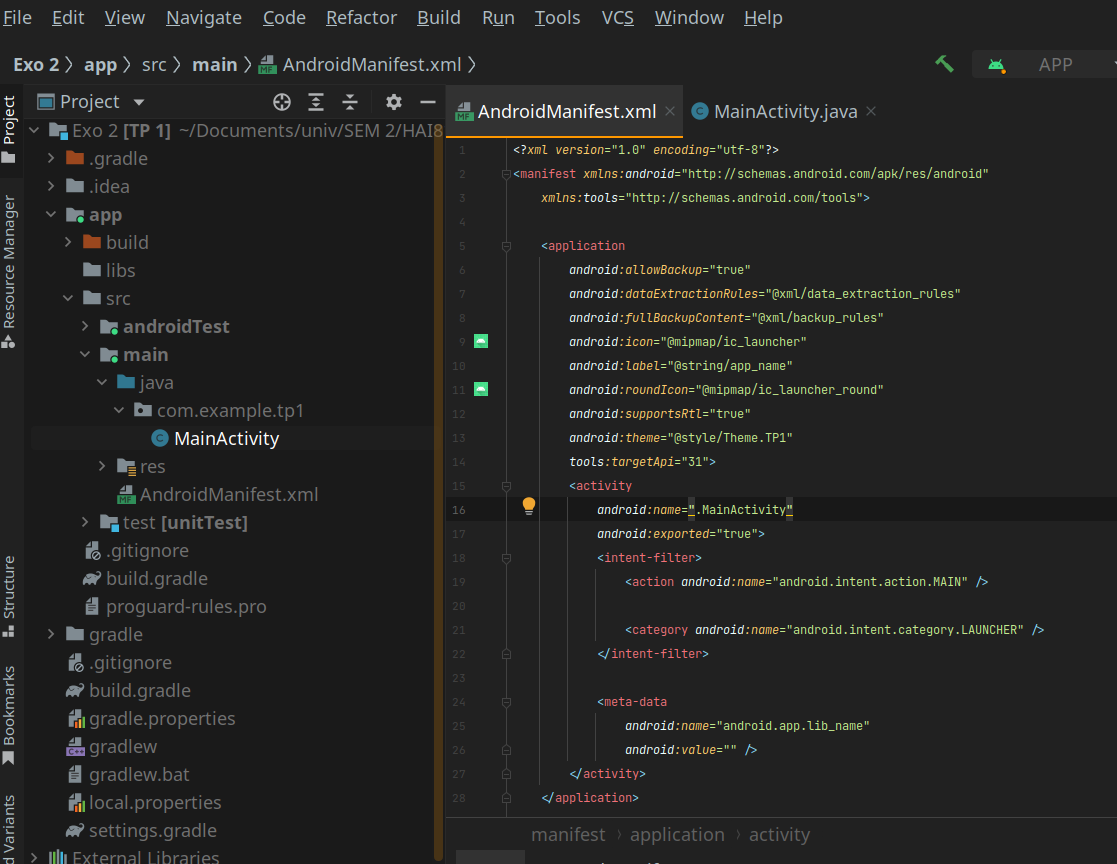 File Edit View Navigate Code Refactor Build Run Tools VCS Window Help
Exo 2 app src main AndroidManifest.xml APP
Project
Resource Manager
Structure
Bookmarks
Variants
Project
Exo 2 [TP 1] ~/Documents/univ/SEM 2/HAI8
.gradle
.idea
app
build
libs
src
androidTest
main
java
com.example.tp1
MainActivity
res
AndroidManifest.xml
test [unitTest]
.gitignore
build.gradle
proguard-rules.pro
gradle
.gitignore
build.gradle
gradle.properties
gradlew
gradlew.bat
local.properties
settings.gradle
External Libraries
AndroidManifest.xml MainActivity.java
1 <?xml version="1.0" encoding="utf-8"?>
2 <manifest xmlns:android="http://schemas.android.com/apk/res/android"
3 xmlns:tools="http://schemas.android.com/tools">
4
5 <application
6 android:allowBackup="true"
7 android:dataExtractionRules="@xml/data_extraction_rules"
8 android:fullBackupContent="@xml/backup_rules"
9 android:icon="@mipmap/ic_launcher"
10 android:label="@string/app_name"
11 android:roundIcon="@mipmap/ic_launcher_round"
12 android:supportsRtl="true"
13 android:theme="@style/Theme.TP1"
14 tools:targetApi="31">
15 <activity
16 android:name=".MainActivity"
17 android:exported="true">
18 <intent-filter>
19 <action android:name="android.intent.action.MAIN" />
20
21 <category android:name="android.intent.category.LAUNCHER" />
22 </intent-filter>
23
24 <meta-data
25 android:name="android.app.lib_name"
26 android:value="" />
27 </activity>
28 </application>
manifest application activity